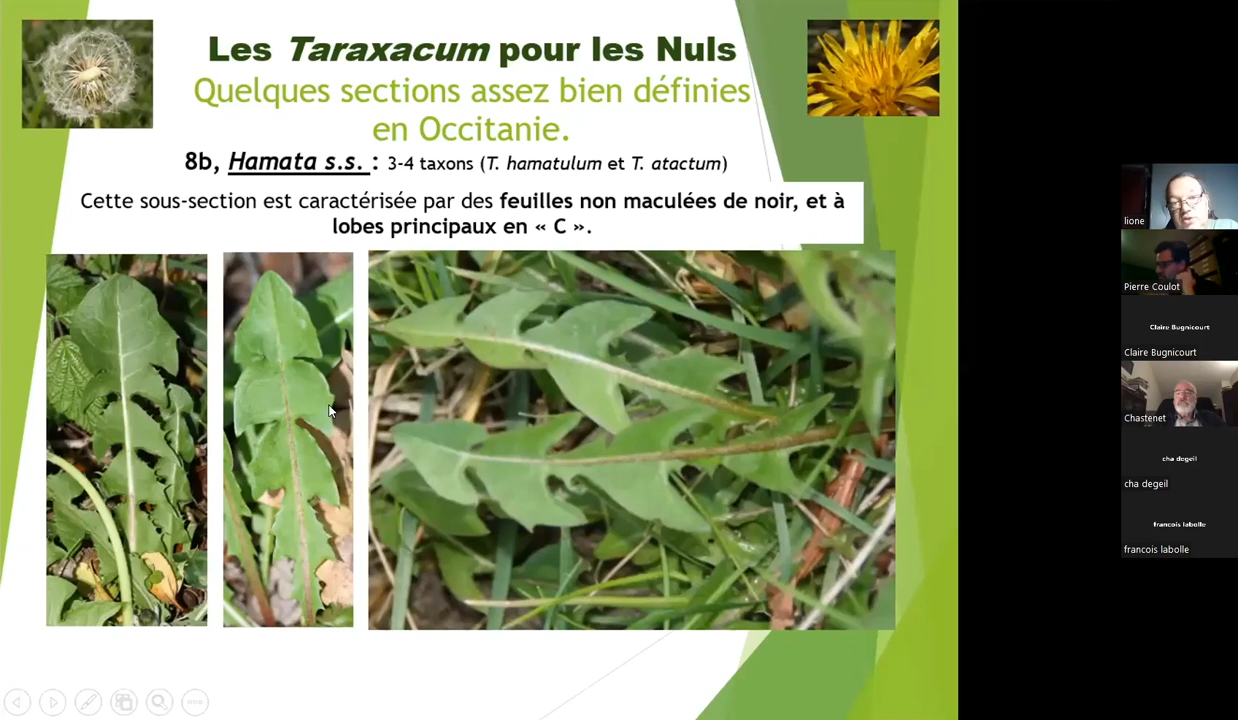 Les Taraxacum pour les Nuls
Quelques sections assez bien définies
en Occitanie.
8b, Hamata s.s. : 3-4 taxons (T. hamatulum et T. atactum)
Cette sous-section est caractérisée par des feuilles non maculées de noir, et à
lobes principaux en « C ».
lione
Pierre Coulot
Claire Bugnicourt
Claire Bugnicourt
Chastenet
cha degeil
cha degeil
francois labolle
francois labolle